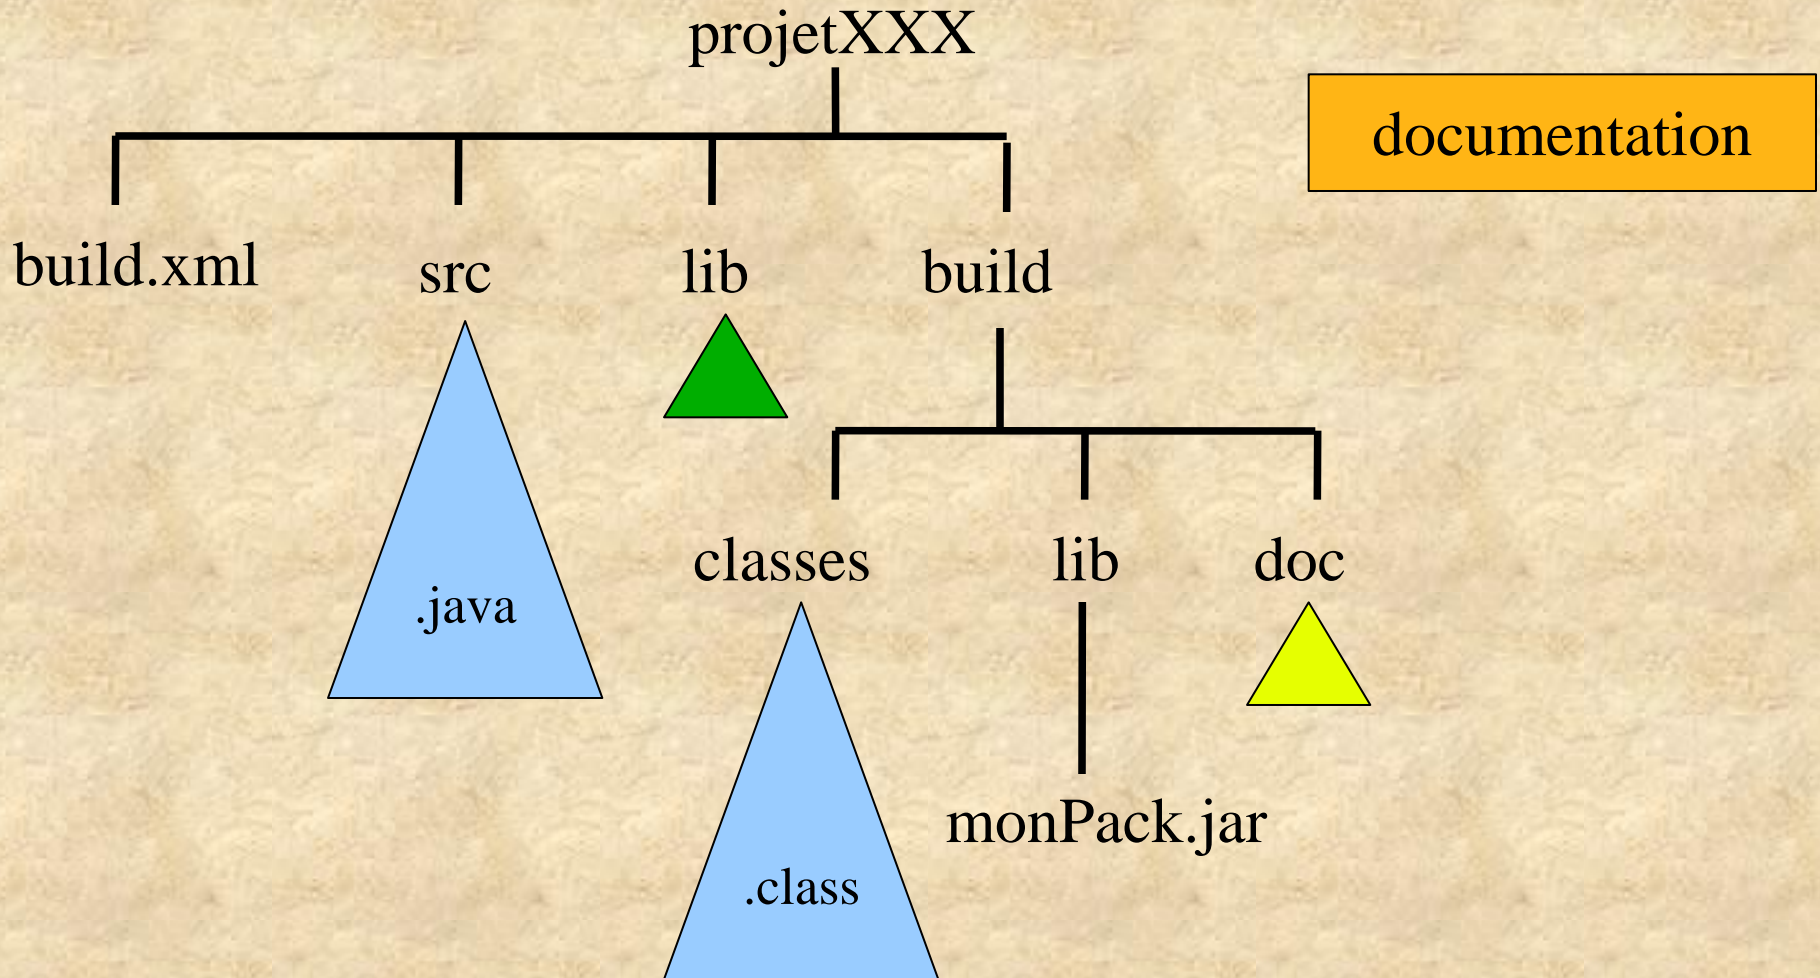 projetXXX
documentation
build.xml
src
lib
build
classes
lib
doc
.java
monPack.jar
.class